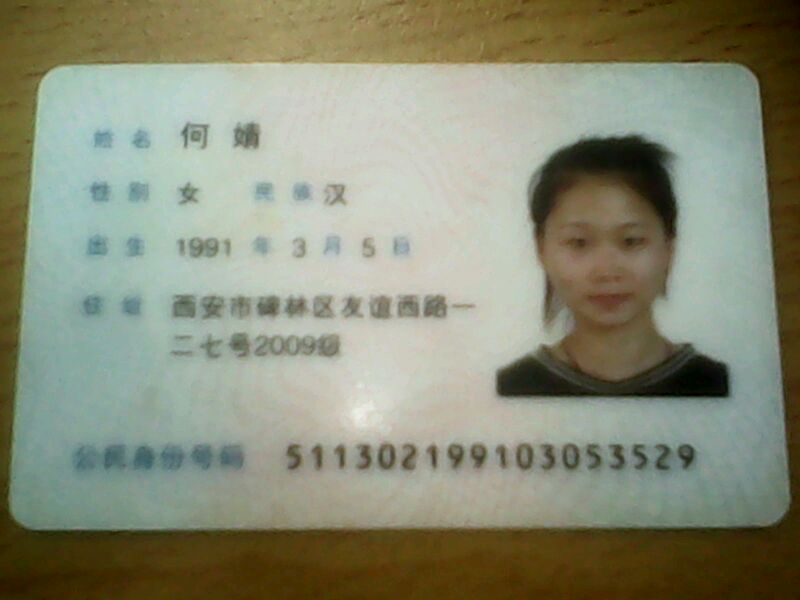 姓名 何婧
性别 女 民族 汉
出生 1991 年 3 月 5 日
住址 西安市碑林区友谊西路一
二七号2009级
公民身份号码 511302199103053529